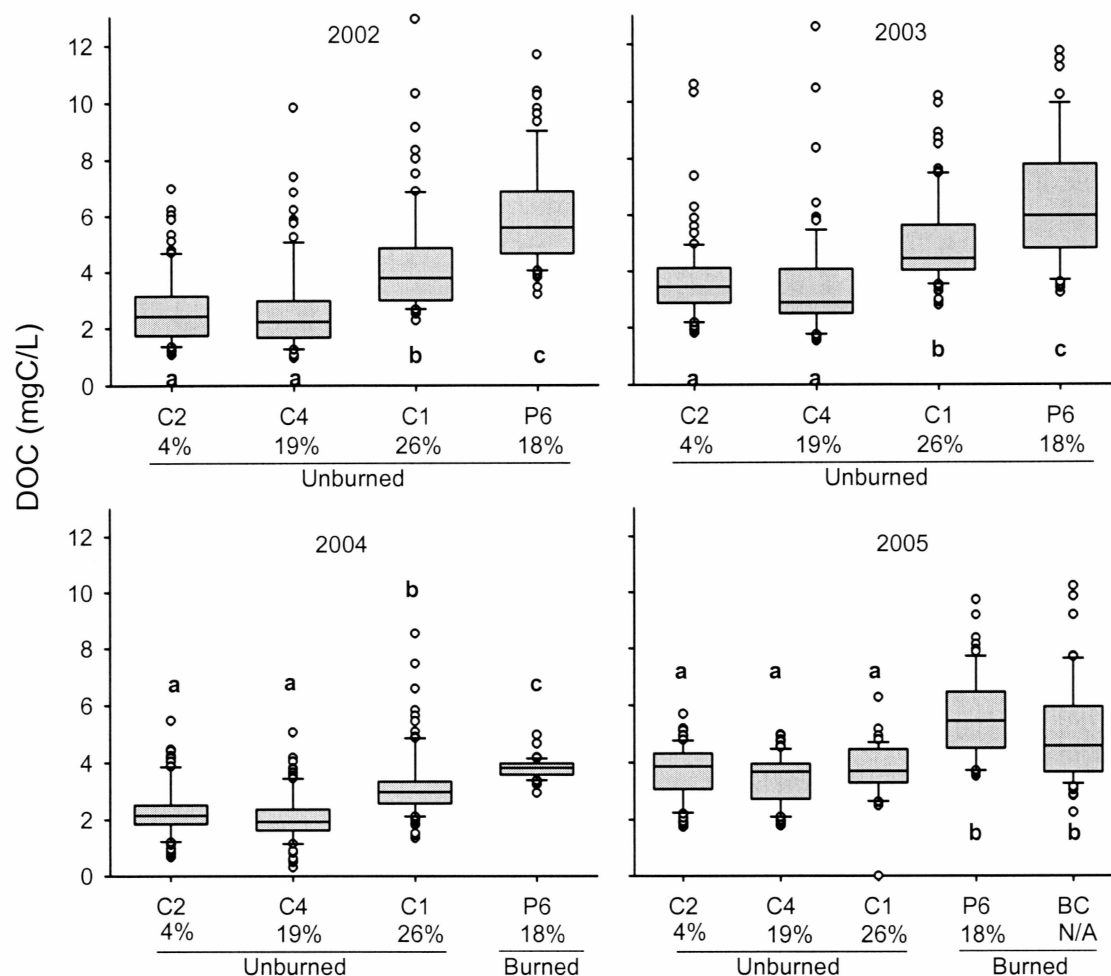 DOC (mgC/L)
2002
12
10
8
6
4
2
0
a a b c
C2 C4 C1 P6
4% 19% 26% 18%
Unburned
2003
a a b c
C2 C4 C1 P6
4% 19% 26% 18%
Unburned
2004
12
10
8
6
4
2
0
a a b c
C2 C4 C1 P6
4% 19% 26% 18%
Unburned Burned
2005
a a a b b
C2 C4 C1 P6 BC
4% 19% 26% 18% N/A
Unburned Burned